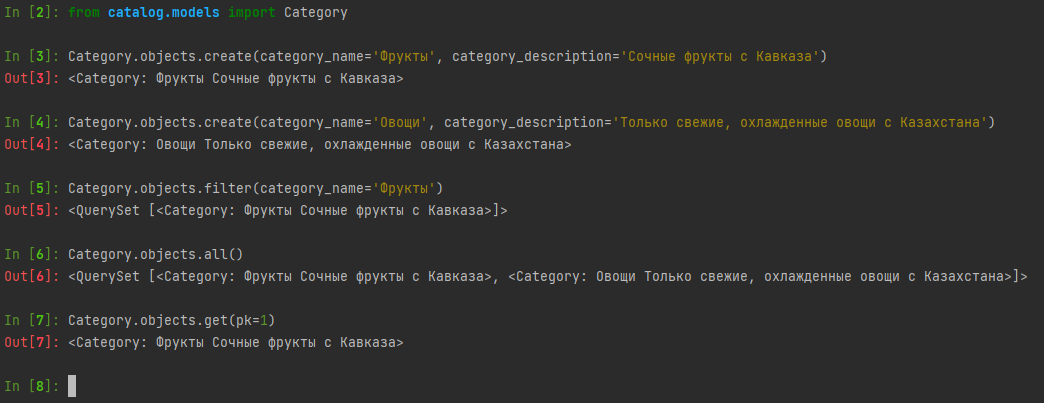 In [2]: from catalog.models import Category
In [3]: Category.objects.create(category_name='Фрукты', category_description='Сочные фрукты с Кавказа')
Out[3]: <Category: Фрукты Сочные фрукты с Кавказа>
In [4]: Category.objects.create(category_name='Овощи', category_description='Только свежие, охлажденные овощи с Казахстана')
Out[4]: <Category: Овощи Только свежие, охлажденные овощи с Казахстана>
In [5]: Category.objects.filter(category_name='Фрукты')
Out[5]: <QuerySet [<Category: Фрукты Сочные фрукты с Кавказа>]>
In [6]: Category.objects.all()
Out[6]: <QuerySet [<Category: Фрукты Сочные фрукты с Кавказа>, <Category: Овощи Только свежие, охлажденные овощи с Казахстана>]>
In [7]: Category.objects.get(pk=1)
Out[7]: <Category: Фрукты Сочные фрукты с Кавказа>
In [8]: